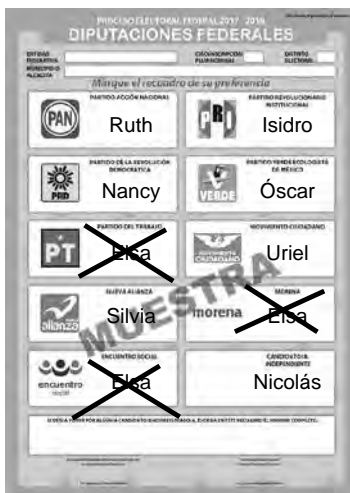 PROCESO ELECTORAL FEDERAL 2017 - 2018
DIPUTACIONES FEDERALES
ENTIDAD FEDERATIVA
CIRCUNSCRIPCIÓN PLURINOMINAL
DISTRITO ELECTORAL
MUNICIPIO O ALCALDÍA
Marque el recuadro de su preferencia
PARTIDO ACCIÓN NACIONAL
PAN
Ruth
PARTIDO REVOLUCIONARIO INSTITUCIONAL
PRI
Isidro
PARTIDO DE LA REVOLUCIÓN DEMOCRÁTICA
PRD
Nancy
PARTIDO VERDE ECOLOGISTA DE MÉXICO
VERDE
Óscar
PARTIDO DEL TRABAJO
PT
Elsa
MOVIMIENTO CIUDADANO
Uriel
NUEVA ALIANZA
alianza
Silvia
MORENA
morena
Elsa
ENCUENTRO SOCIAL
encuentro
social
Elsa
CANDIDATO/A INDEPENDIENTE
Nicolás
MUESTRA